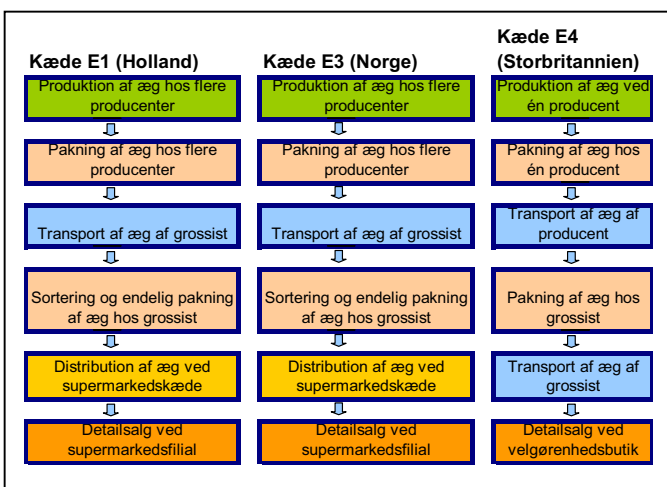 Kæde E1 (Holland)
Produktion af æg hos flere
producenter
Pakning af æg hos flere
producenter
Transport af æg af grossist
Sortering og endelig pakning
af æg hos grossist
Distribution af æg ved
supermarkedskæde
Detailsalg ved
supermarkedsfilial
Kæde E3 (Norge)
Produktion af æg hos flere
producenter
Pakning af æg hos flere
producenter
Transport af æg af grossist
Sortering og endelig pakning
af æg hos grossist
Distribution af æg ved
supermarkedskæde
Detailsalg ved
supermarkedsfilial
Kæde E4
(Storbritannien)
Produktion af æg ved
én producent
Pakning af æg hos
én producent
Transport af æg af
producent
Pakning af æg hos
grossist
Transport af æg af
grossist
Detailsalg ved
velgørenhedsbutik